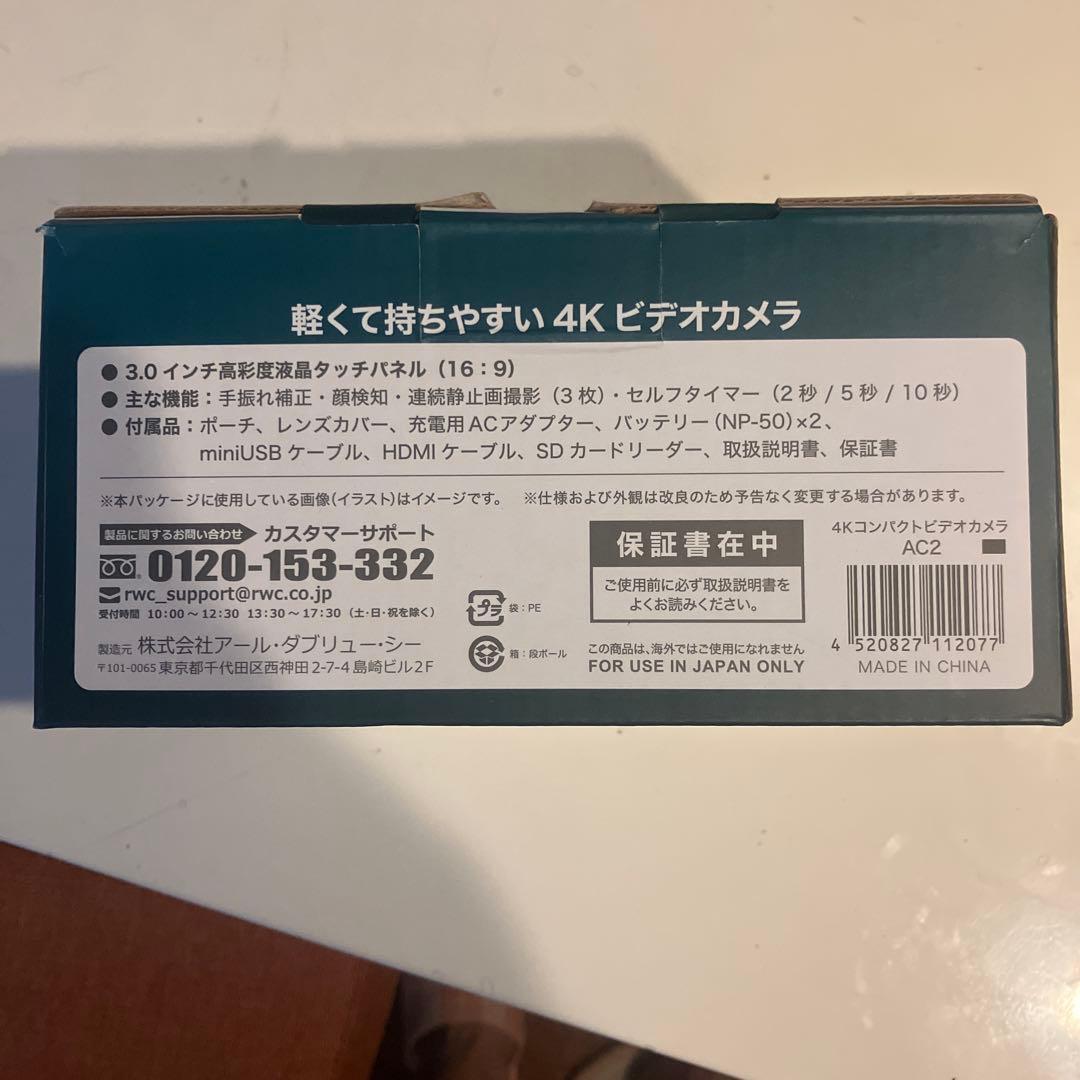 軽くて持ちやすい 4K ビデオカメラ
● 3.0 インチ高彩度液晶タッチパネル（16：9）
● 主な機能：手振れ補正・顔検知・連続静止画撮影（3 枚）・セルフタイマー（2 秒 / 5 秒 / 10 秒）
● 付属品：ポーチ、レンズカバー、充電用 AC アダプター、バッテリー（NP-50）×2、
miniUSB ケーブル、HDMI ケーブル、SD カードリーダー、取扱説明書、保証書
※本パッケージに使用している画像（イラスト）はイメージです。 ※仕様および外観は改良のため予告なく変更する場合があります。
製品に関するお問い合わせ カスタマーサポート
0120-153-332
rwc_support@rwc.co.jp
受付時間 10:00～12:30 13:30～17:30（土・日・祝を除く）
製造元 株式会社アール・ダブリュー・シー
〒101-0065 東京都千代田区西神田 2-7-4 島崎ビル 2F
プラ 袋：PE
箱：段ボール
保証書在中
ご使用前に必ず取扱説明書を
よくお読みください。
この商品は、海外ではご使用になれません
FOR USE IN JAPAN ONLY
4Kコンパクトビデオカメラ
AC2
4 520827 112077
MADE IN CHINA